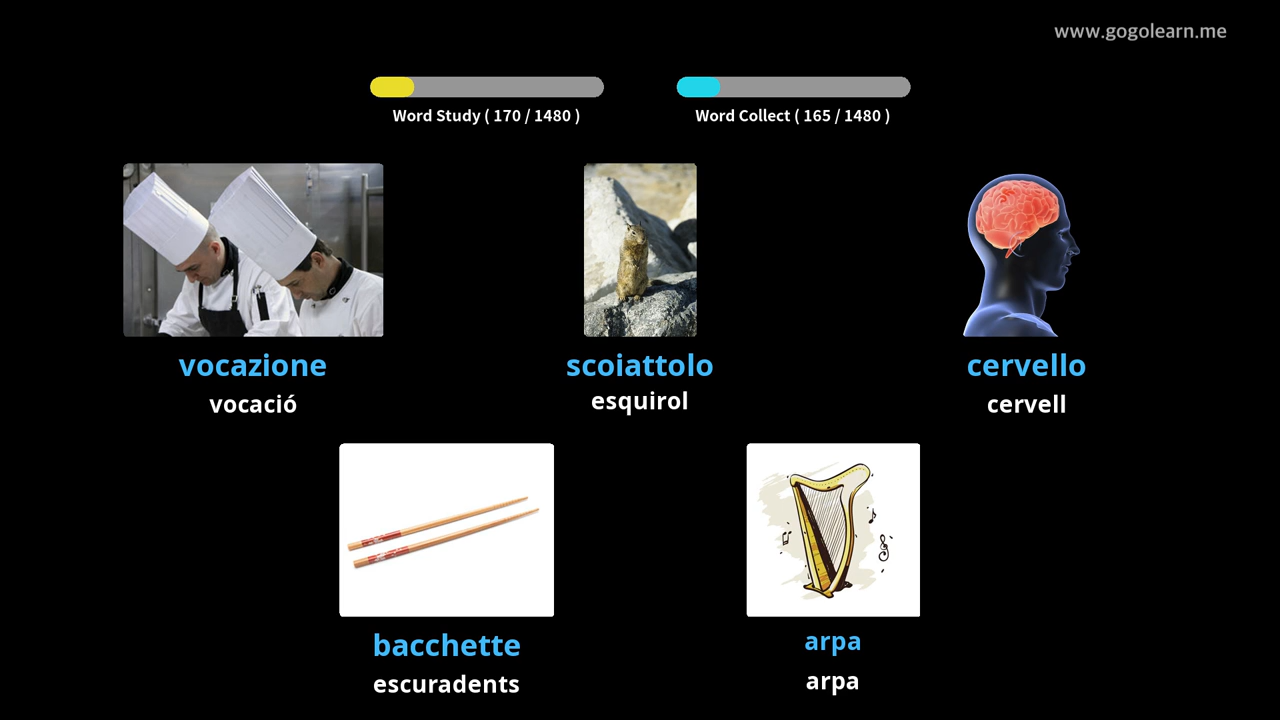 www.gogolearn.me
Word Study ( 170 / 1480 )
Word Collect ( 165 / 1480 )
vocazione
vocació
scoiattolo
esquirol
cervello
cervell
bacchette
escuradents
arpa
arpa